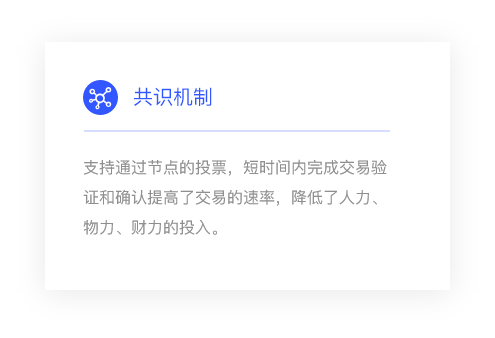 共识机制
支持通过节点的投票，短时间内完成交易验
证和确认提高了交易的速率，降低了人力、
物力、财力的投入。